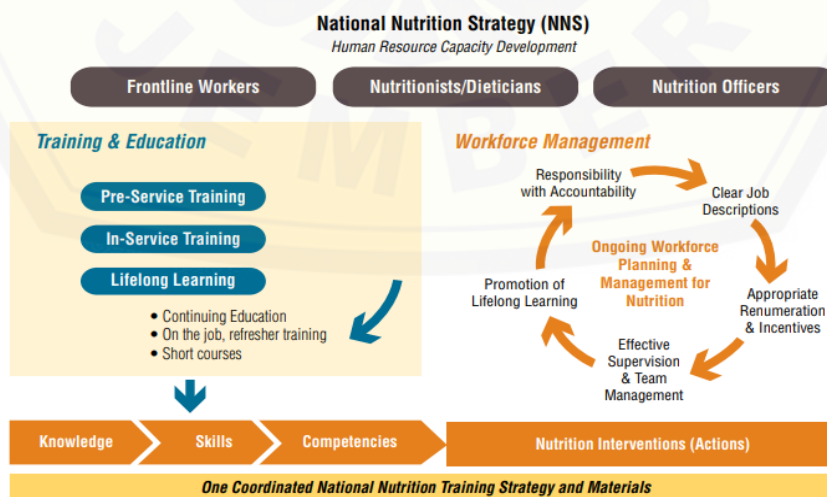 National Nutrition Strategy (NNS)
Human Resource Capacity Development
Frontline Workers
Nutritionists/Dieticians
Nutrition Officers
Training & Education
Pre-Service Training
In-Service Training
Lifelong Learning
• Continuing Education
• On the job, refresher training
• Short courses
Workforce Management
Responsibility
with Accountability
Clear Job
Descriptions
Appropriate
Renumeration
& Incentives
Effective
Supervision
& Team
Management
Promotion of
Lifelong Learning
Ongoing Workforce
Planning &
Management for
Nutrition
Knowledge
Skills
Competencies
Nutrition Interventions (Actions)
One Coordinated National Nutrition Training Strategy and Materials